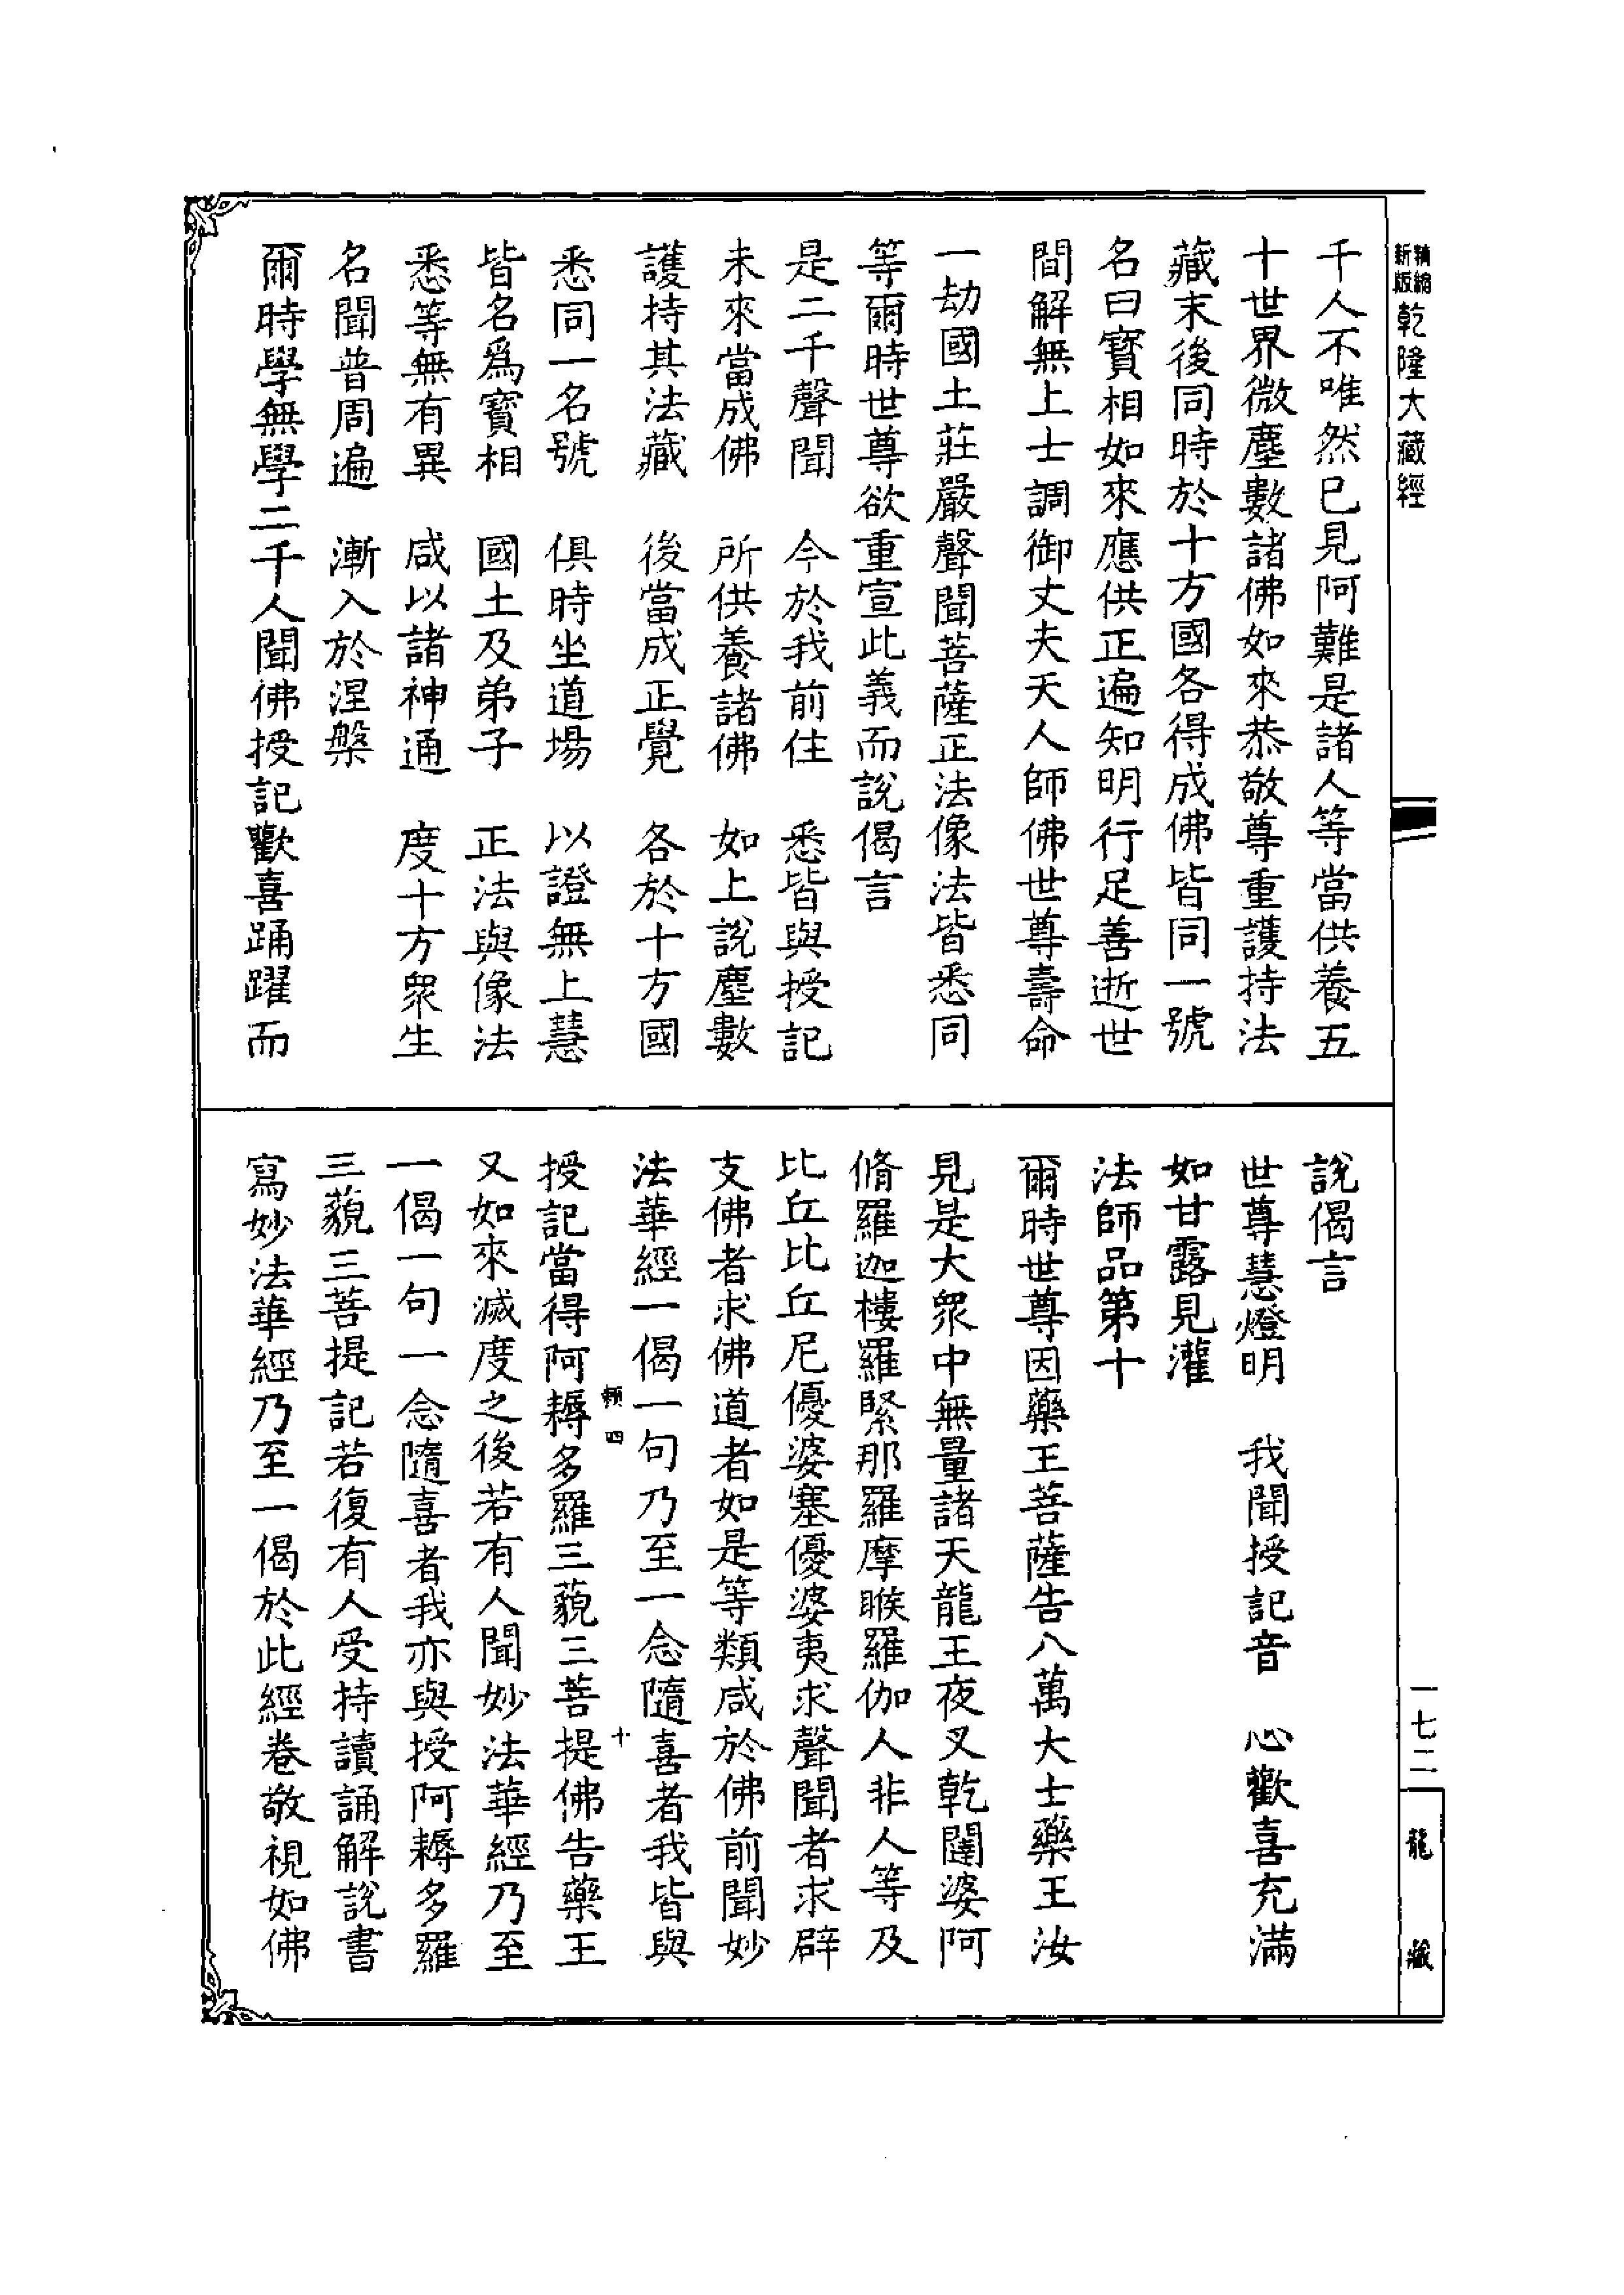 精縮
新版
乾隆大藏經
千人不唯然已見阿難是諸人等當供養五
十世界微塵數諸佛如來恭敬尊重護持法
藏末後同時於十方國各得成佛皆同一號
名曰寶相如來應供正遍知明行足善逝世
間解無上士調御丈夫天人師佛世尊壽命
一劫國土莊嚴聲聞菩薩正法像法皆悉同
等爾時世尊欲重宣此義而說偈言
是二千聲聞　今於我前住　悉皆與授記
未來當成佛　所供養諸佛　如上說塵數
護持其法藏　後當成正覺　各於十方國
悉同一名號　俱時坐道場　以證無上慧
皆名爲寶相　國土及弟子　正法與像法
悉等無有異　咸以諸神通　度十方衆生
名聞普周遍　漸入於涅槃
爾時學無學二千人聞佛授記歡喜踊躍而
說偈言
世尊慧燈明　我聞授記音　心歡喜充滿
如甘露見灌
法師品第十
爾時世尊因藥王菩薩告八萬大士藥王汝
見是大衆中無量諸天龍王夜叉乾闥婆阿
脩羅迦樓羅緊那羅摩睺羅伽人非人等及
比丘比丘尼優婆塞優婆夷求聲聞者求辟
支佛者求佛道者如是等類咸於佛前聞妙
法華經一偈一句乃至一念隨喜者我皆與
四　十
授記當得阿耨多羅三藐三菩提佛告藥王
又如來滅度之後若有人聞妙法華經乃至
一偈一句一念隨喜者我亦與授阿耨多羅
三藐三菩提記若復有人受持讀誦解說書
寫妙法華經乃至一偈於此經卷敬視如佛
一七二
龍藏